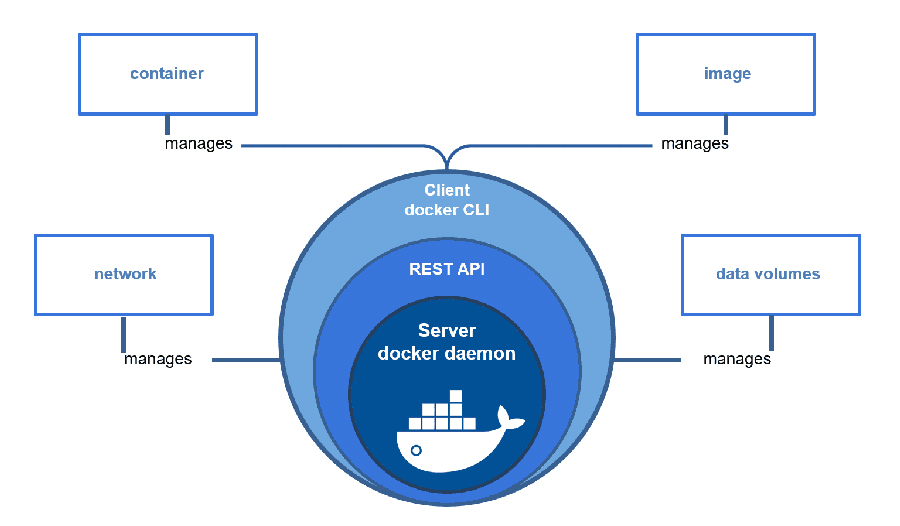 container
image
manages
manages
Client
docker CLI
network
REST API
data volumes
Server
docker daemon
manages
manages